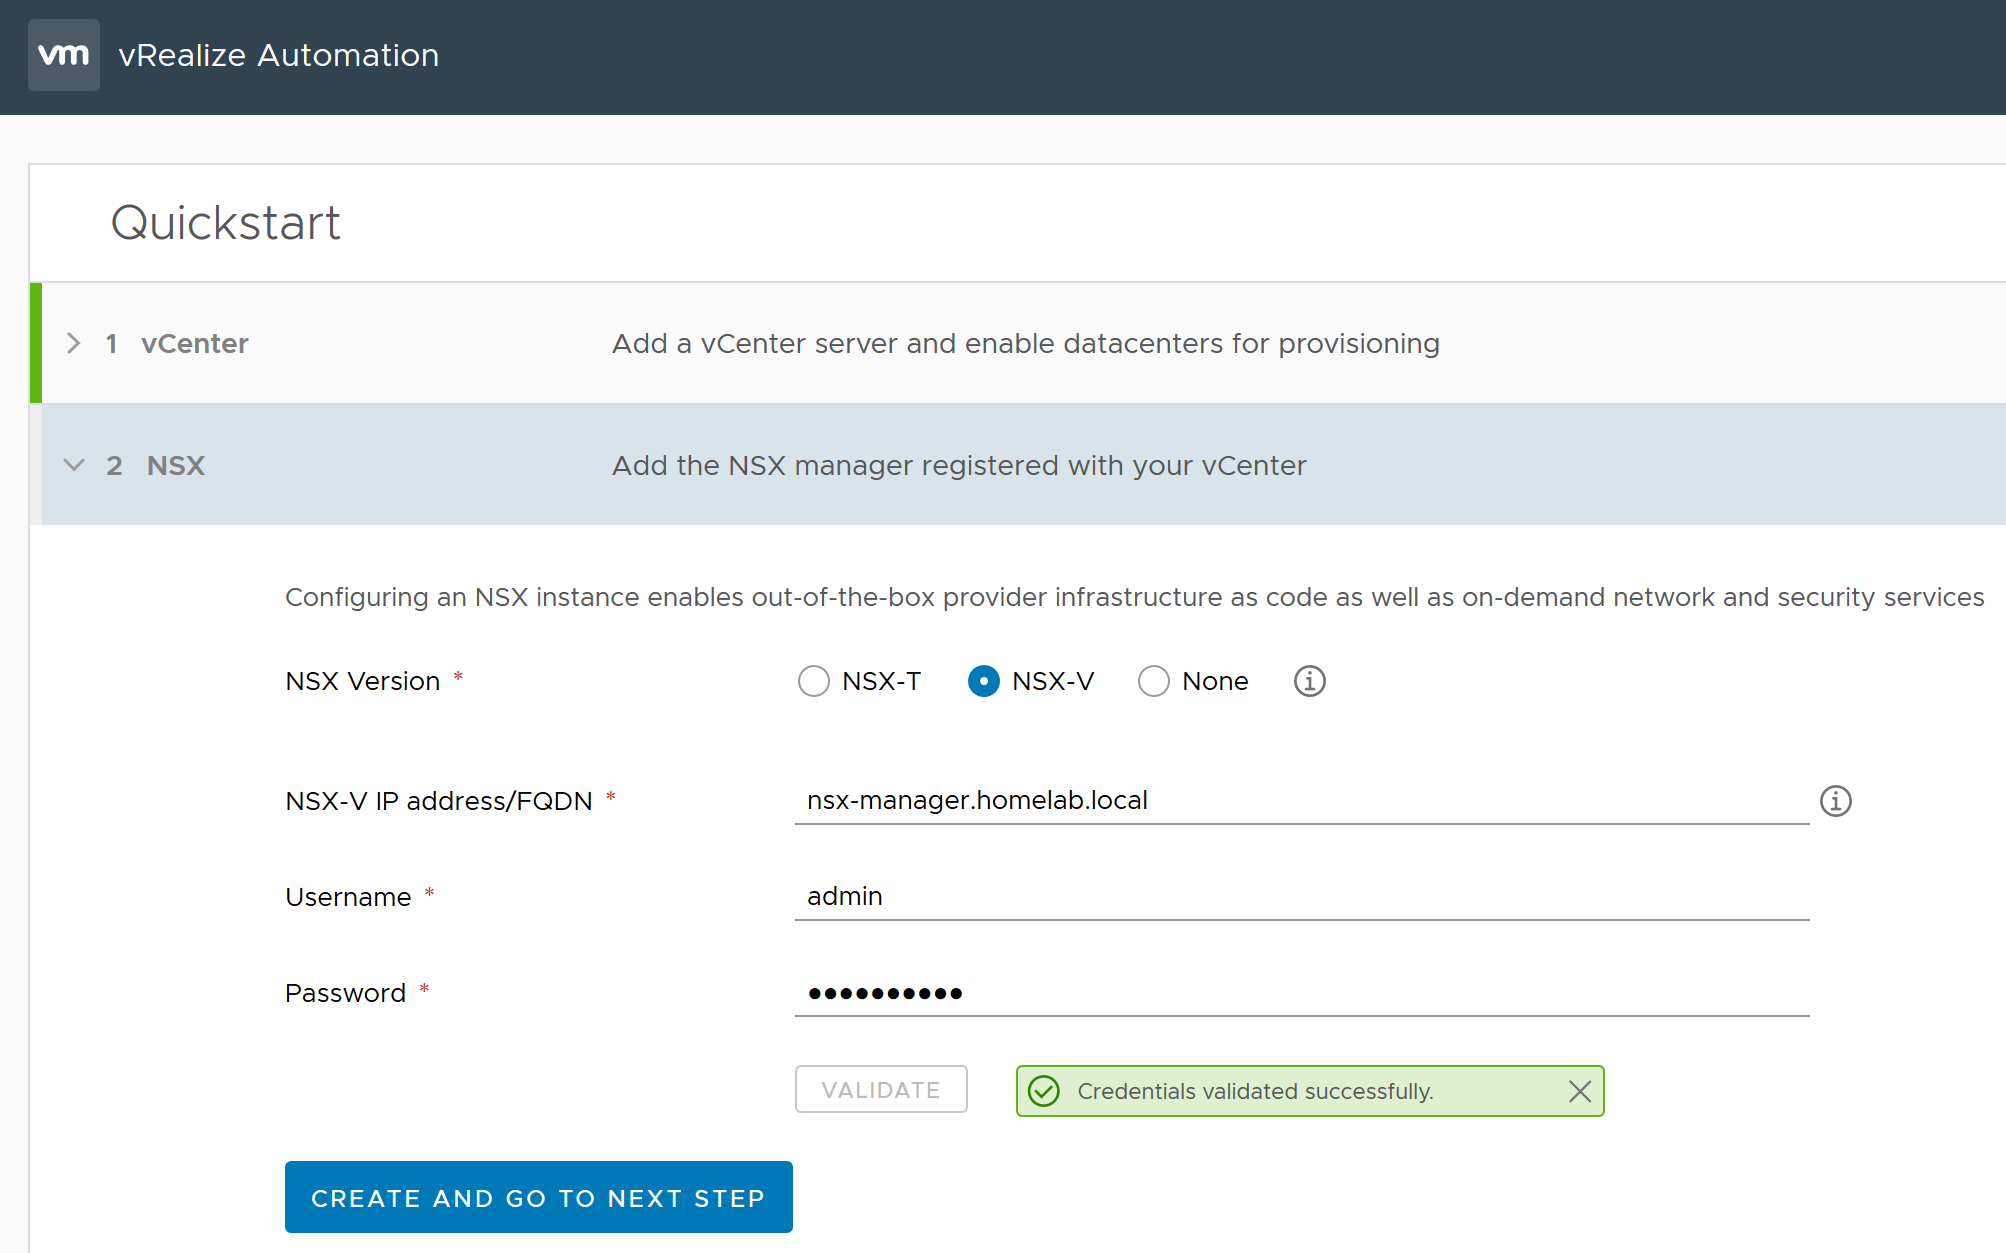 vm vRealize Automation
Quickstart
1 vCenter Add a vCenter server and enable datacenters for provisioning
2 NSX Add the NSX manager registered with your vCenter
Configuring an NSX instance enables out-of-the-box provider infrastructure as code as well as on-demand network and security services
NSX Version * NSX-T NSX-V None
NSX-V IP address/FQDN * nsx-manager.homelab.local
Username * admin
Password * ••••••••••
VALIDATE Credentials validated successfully.
CREATE AND GO TO NEXT STEP